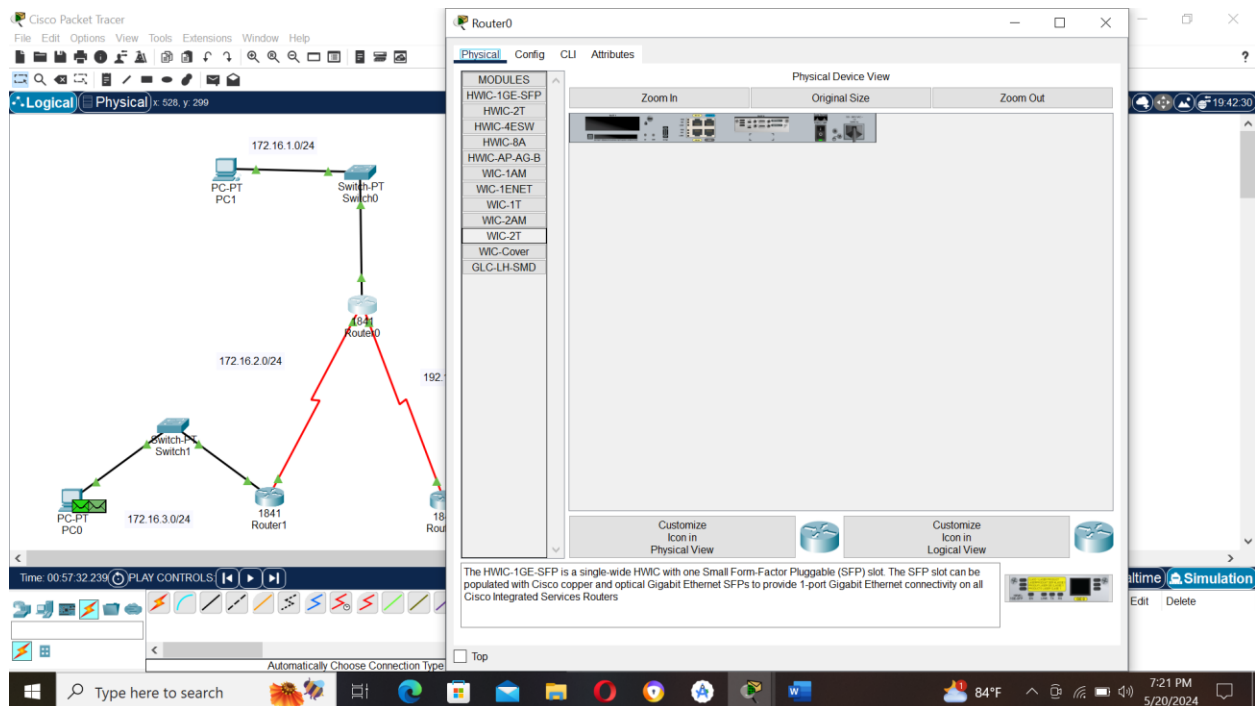 Cisco Packet Tracer
File Edit Options View Tools Extensions Window Help
Logical Physical x: 528, y: 299
172.16.1.0/24
PC-PT
PC1
Switch-PT
Switch0
1841
Router0
172.16.2.0/24
192.1
Switch-PT
Switch1
PC-PT
PC0
172.16.3.0/24
1841
Router1
18
Rou
Time: 00:57:32.239 PLAY CONTROLS:
Automatically Choose Connection Type
Router0
Physical Config CLI Attributes
MODULES
HWIC-1GE-SFP
HWIC-2T
HWIC-4ESW
HWIC-8A
HWIC-AP-AG-B
WIC-1AM
WIC-1ENET
WIC-1T
WIC-2AM
WIC-2T
WIC-Cover
GLC-LH-SMD
Physical Device View
Zoom In Original Size Zoom Out
Customize
Icon in
Physical View
Customize
Icon in
Logical View
The HWIC-1GE-SFP is a single-wide HWIC with one Small Form-Factor Pluggable (SFP) slot. The SFP slot can be
populated with Cisco copper and optical Gigabit Ethernet SFPs to provide 1-port Gigabit Ethernet connectivity on all
Cisco Integrated Services Routers
Top
?
19:42:30
altime Simulation
Edit Delete
Type here to search
84°F
7:21 PM
5/20/2024